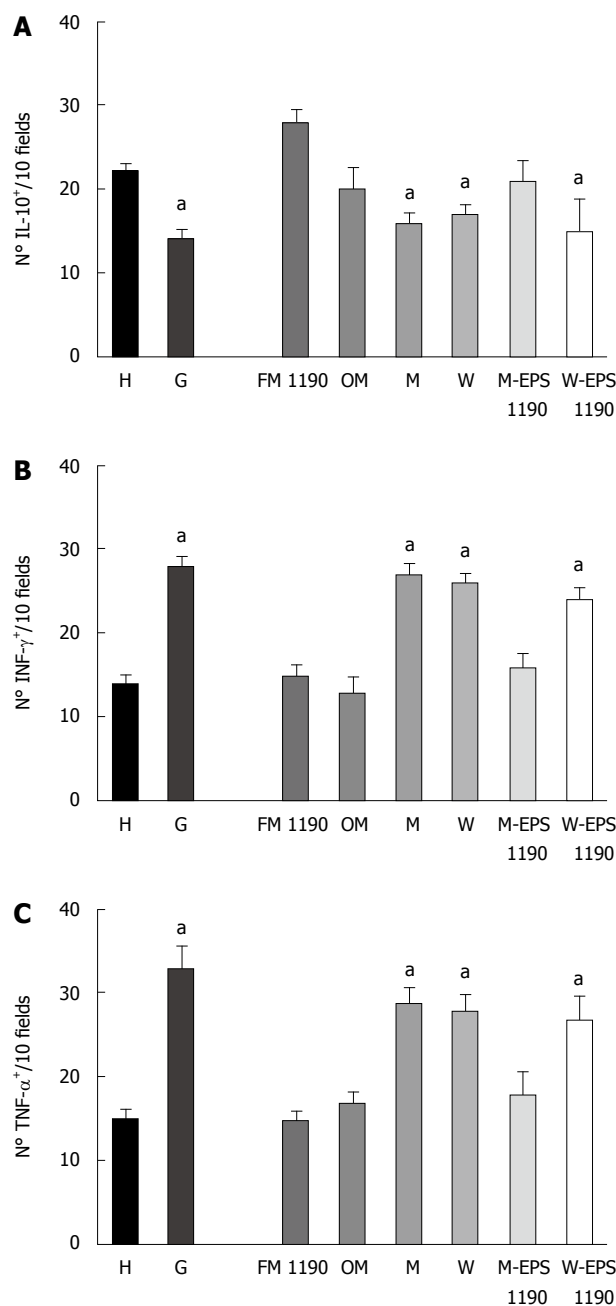 A
40
30
20
10
0
N° IL-10⁺/10 fields
a
a
a
a
H G FM 1190 OM M W M-EPS 1190 W-EPS 1190
B
40
30
20
10
0
N° INF-γ⁺/10 fields
a
a
a
a
H G FM 1190 OM M W M-EPS 1190 W-EPS 1190
C
40
30
20
10
0
N° TNF-α⁺/10 fields
a
a
a
a
H G FM 1190 OM M W M-EPS 1190 W-EPS 1190